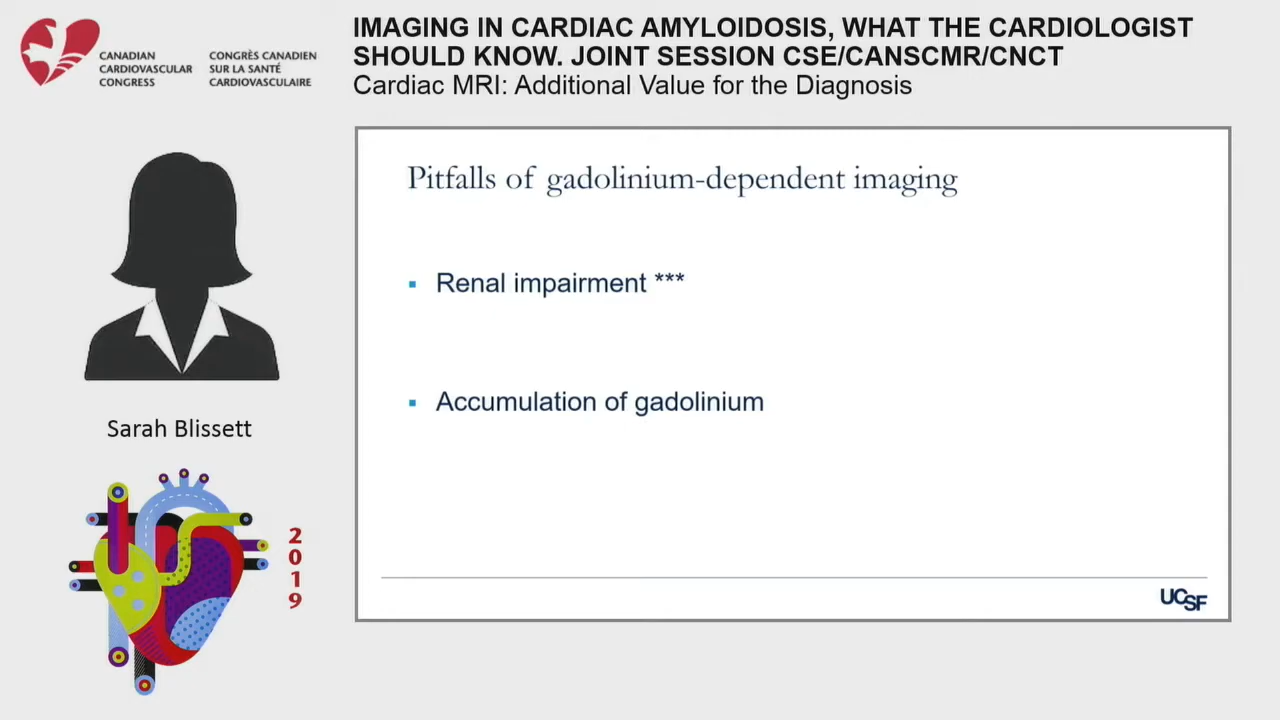 CANADIAN
CARDIOVASCULAR
CONGRESS
CONGRÈS CANADIEN
SUR LA SANTÉ
CARDIOVASCULAIRE
IMAGING IN CARDIAC AMYLOIDOSIS, WHAT THE CARDIOLOGIST
SHOULD KNOW. JOINT SESSION CSE/CANSCMR/CNCT
Cardiac MRI: Additional Value for the Diagnosis
Pitfalls of gadolinium-dependent imaging
▪ Renal impairment ***
▪ Accumulation of gadolinium
UCSF
Sarah Blissett
2
0
1
9